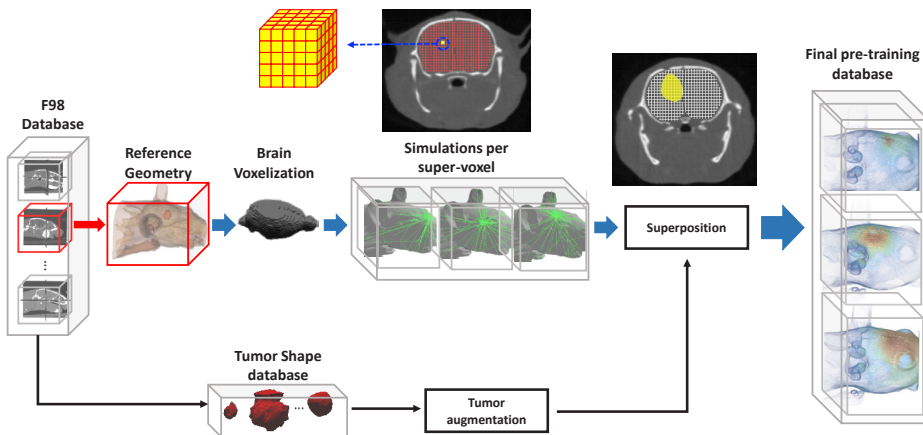 F98
Database
Reference
Geometry
Brain
Voxelization
Simulations per
super-voxel
Superposition
Final pre-training
database
...
Tumor Shape
database
...
Tumor
augmentation